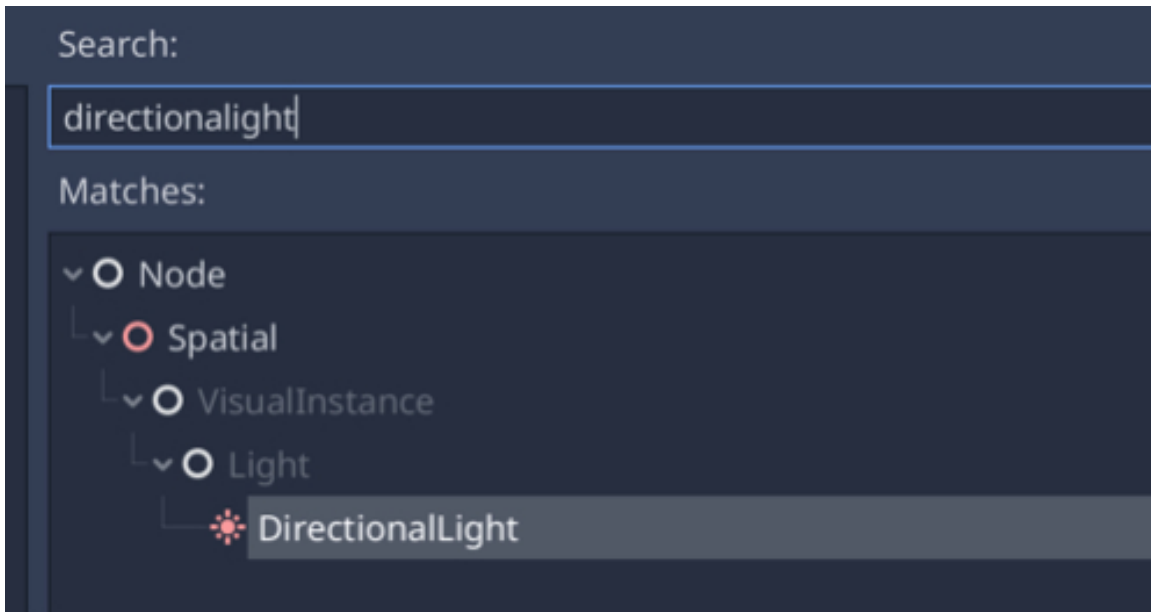 Search:
directionalight
Matches:
Node
Spatial
VisualInstance
Light
DirectionalLight